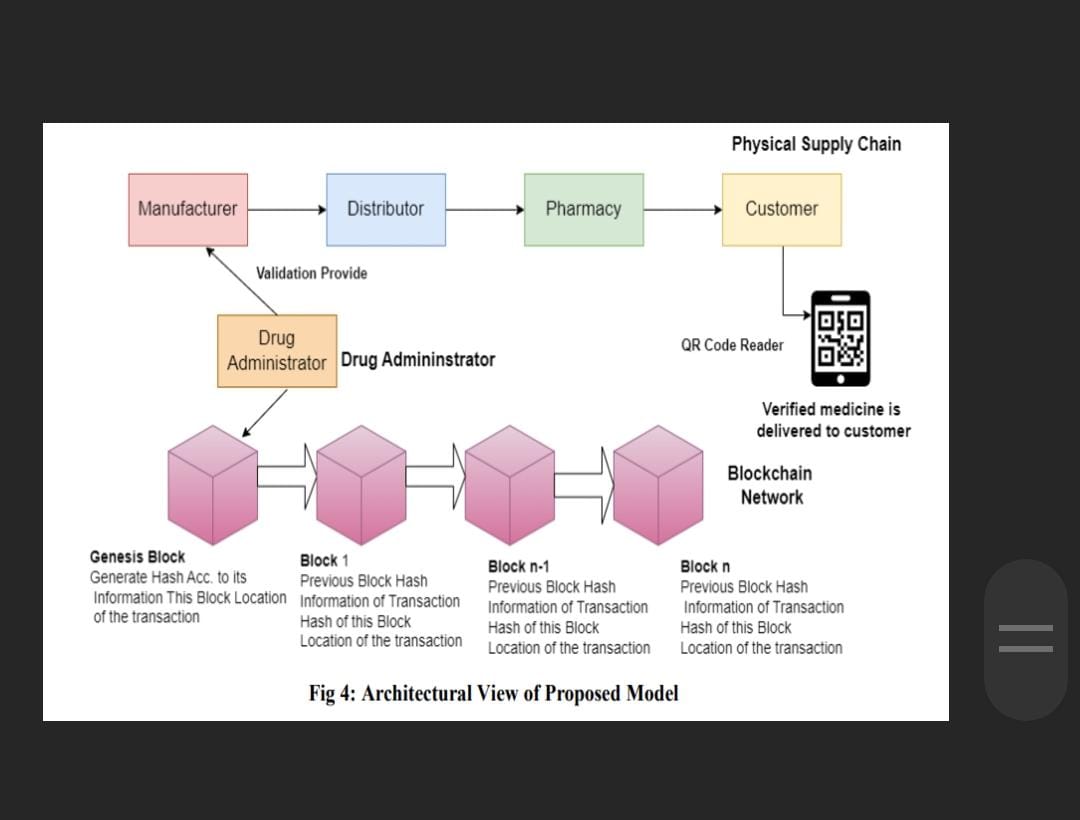 Physical Supply Chain
Manufacturer
Distributor
Pharmacy
Customer
Validation Provide
Drug
Administrator
Drug Admininstrator
QR Code Reader
Verified medicine is
delivered to customer
Blockchain
Network
Genesis Block
Generate Hash Acc. to its
Information This Block Location
of the transaction
Block 1
Previous Block Hash
Information of Transaction
Hash of this Block
Location of the transaction
Block n-1
Previous Block Hash
Information of Transaction
Hash of this Block
Location of the transaction
Block n
Previous Block Hash
Information of Transaction
Hash of this Block
Location of the transaction
Fig 4: Architectural View of Proposed Model